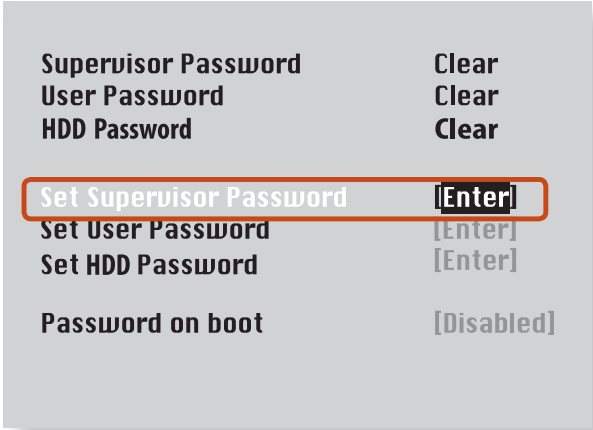 Supervisor Password Clear
User Password Clear
HDD Password Clear
Set Supervisor Password [Enter]
Set User Password [Enter]
Set HDD Password [Enter]
Password on boot [Disabled]